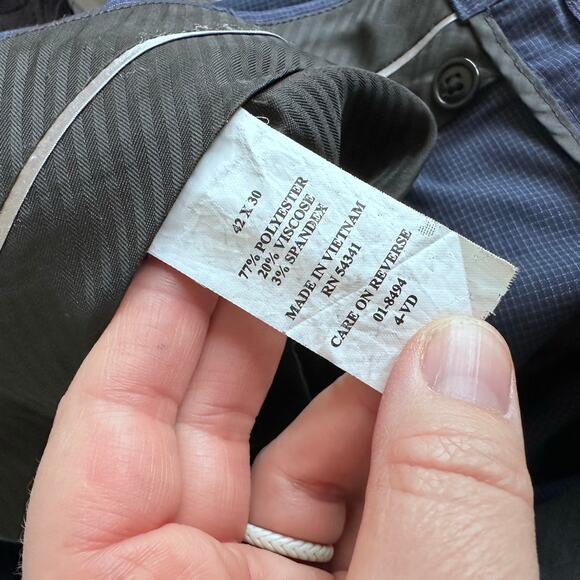 42 X 30
77% POLYESTER
20% VISCOSE
3% SPANDEX
MADE IN VIETNAM
RN 54341
CARE ON REVERSE
01-8494
4-VD